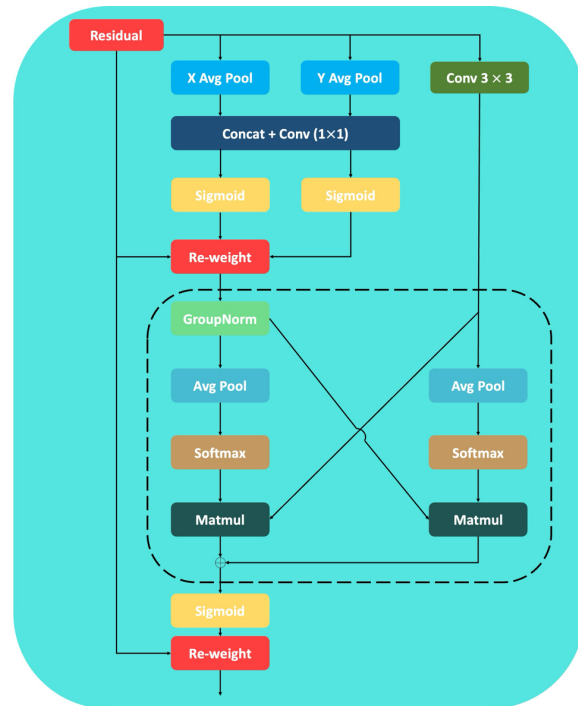 Residual
X Avg Pool
Y Avg Pool
Conv 3 × 3
Concat + Conv (1×1)
Sigmoid
Sigmoid
Re-weight
GroupNorm
Avg Pool
Avg Pool
Softmax
Softmax
Matmul
Matmul
Sigmoid
Re-weight